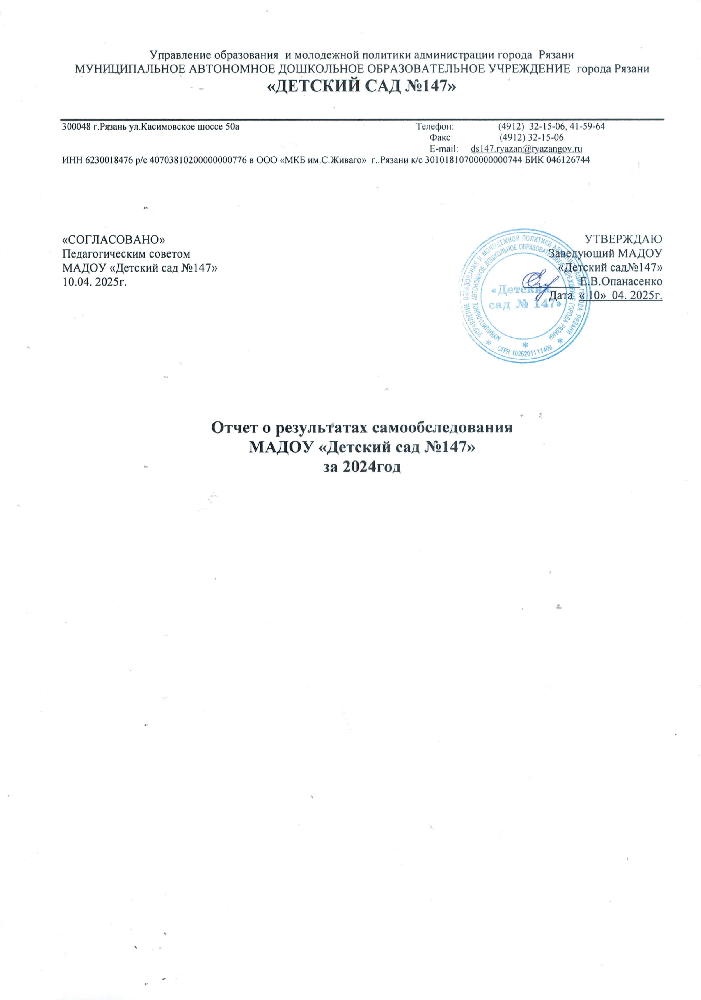 Управление образования и молодежной политики администрации города Рязани
МУНИЦИПАЛЬНОЕ АВТОНОМНОЕ ДОШКОЛЬНОЕ ОБРАЗОВАТЕЛЬНОЕ УЧРЕЖДЕНИЕ города Рязани
«ДЕТСКИЙ САД №147»
300048 г.Рязань ул.Касимовское шоссе 50а
Телефон: (4912) 32-15-06, 41-59-64
Факс: (4912) 32-15-06
E-mail: ds147.ryazan@ryazangov.ru
ИНН 6230018476 р/с 40703810200000000776 в ООО «МКБ им.С.Живаго» г..Рязани к/с 30101810700000000744 БИК 046126744
«СОГЛАСОВАНО»
Педагогическим советом
МАДОУ «Детский сад №147»
10.04. 2025г.
УТВЕРЖДАЮ
Заведующий МАДОУ
«Детский сад№147»
Е.В.Опанасенко
Дата « 10» 04. 2025г.
УПРАВЛЕНИЕ ОБРАЗОВАНИЯ И МОЛОДЕЖНОЙ ПОЛИТИКИ АДМИНИСТРАЦИИ ГОРОДА РЯЗАНИ
МУНИЦИПАЛЬНОЕ АВТОНОМНОЕ ДОШКОЛЬНОЕ ОБРАЗОВАТЕЛЬНОЕ УЧРЕЖДЕНИЕ ГОРОДА РЯЗАНИ
ОГРН 1026201111408
«Детский
сад № 147»
Отчет о результатах самообследования
МАДОУ «Детский сад №147»
за 2024год